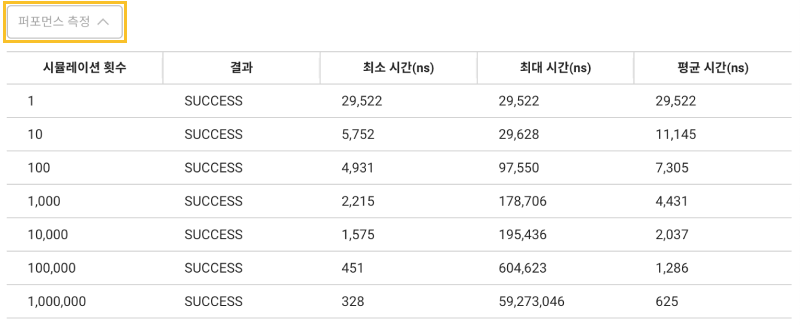 퍼포먼스 측정
시뮬레이션 횟수 결과 최소 시간(ns) 최대 시간(ns) 평균 시간(ns)
1 SUCCESS 29,522 29,522 29,522
10 SUCCESS 5,752 29,628 11,145
100 SUCCESS 4,931 97,550 7,305
1,000 SUCCESS 2,215 178,706 4,431
10,000 SUCCESS 1,575 195,436 2,037
100,000 SUCCESS 451 604,623 1,286
1,000,000 SUCCESS 328 59,273,046 625